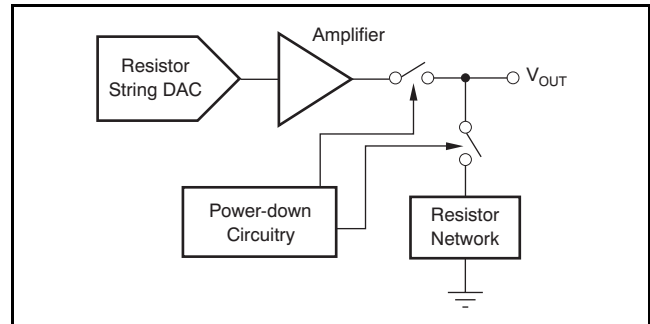 Amplifier
Resistor
String DAC
VOUT
Power-down
Circuitry
Resistor
Network